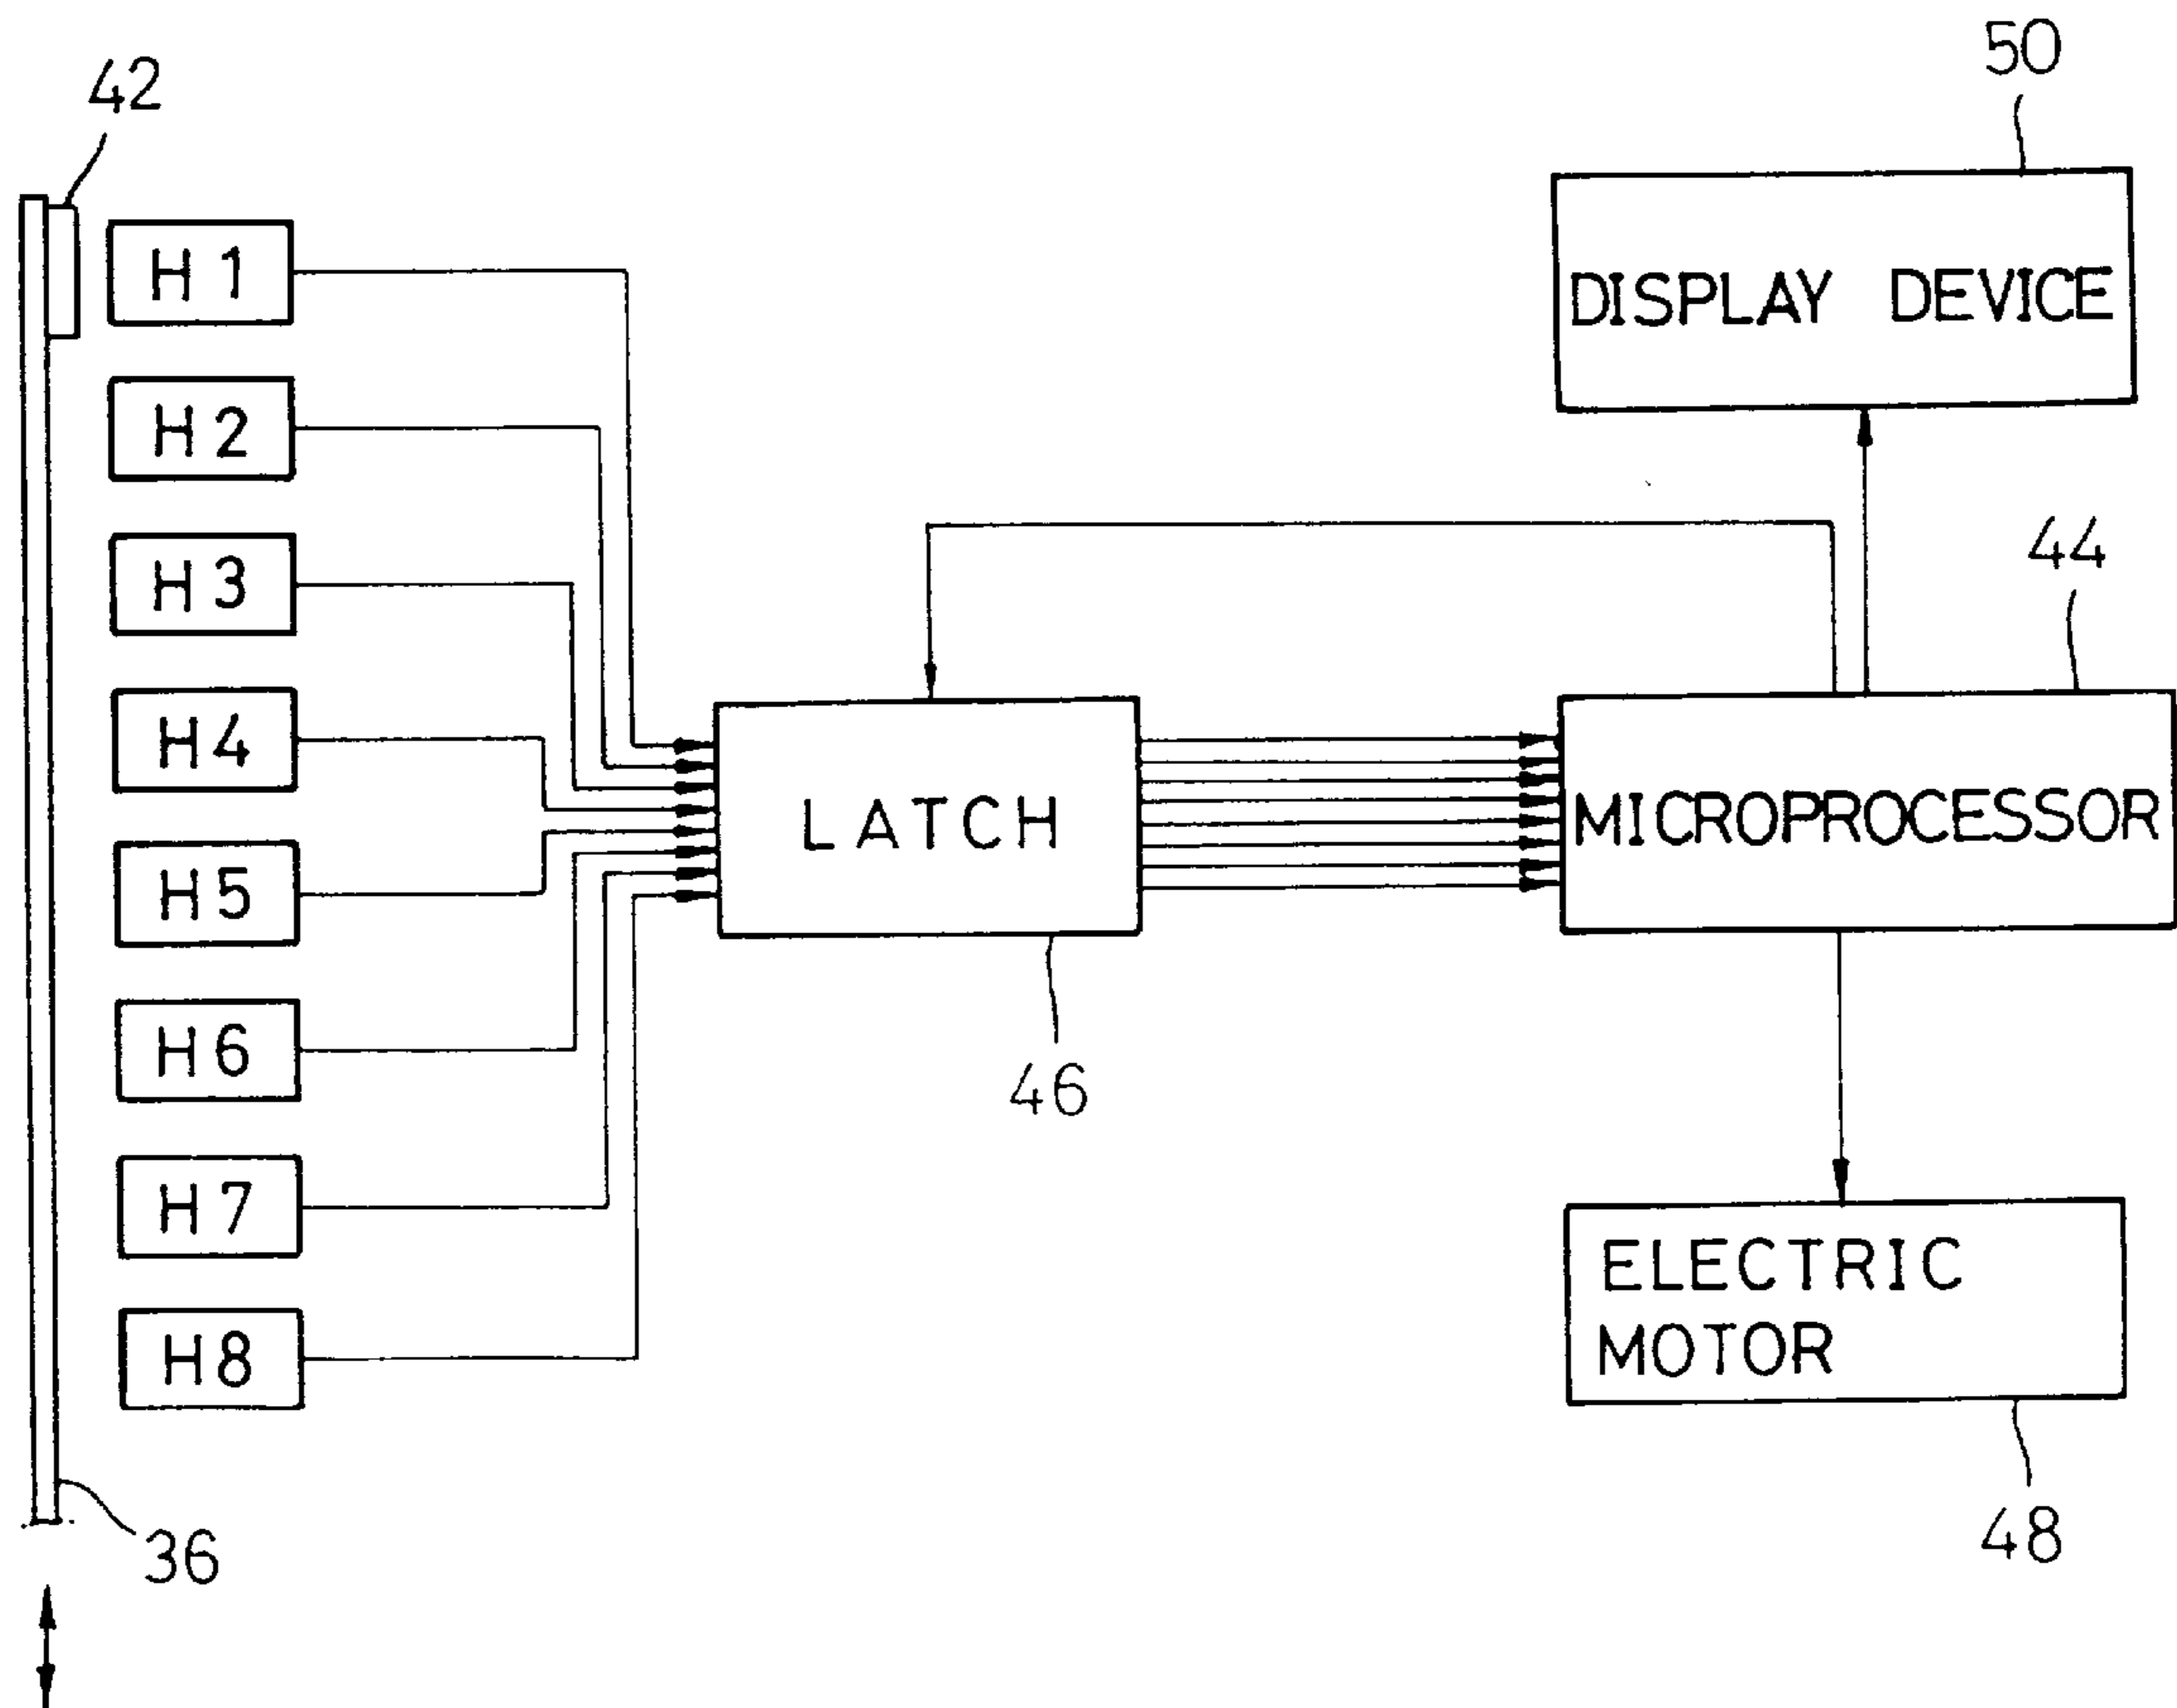 50
42
H1
DISPLAY DEVICE
H2
44
H3
H4
LATCH
MICROPROCESSOR
H5
H6
46
H7
ELECTRIC
MOTOR
H8
48
36